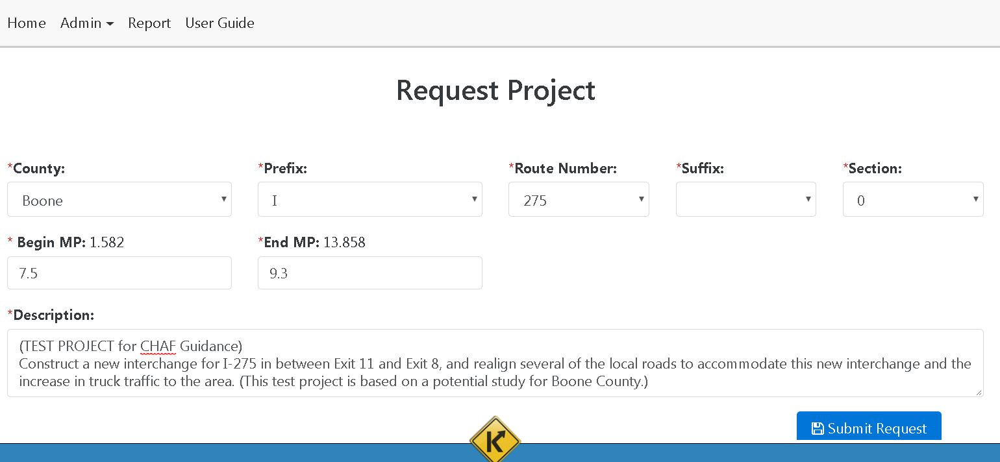 Home Admin Report User Guide
Request Project
*County: *Prefix: *Route Number: *Suffix: *Section:
Boone I 275 0
* Begin MP: 1.582 *End MP: 13.858
7.5 9.3
*Description:
(TEST PROJECT for CHAF Guidance)
Construct a new interchange for I-275 in between Exit 11 and Exit 8, and realign several of the local roads to accommodate this new interchange and the
increase in truck traffic to the area. (This test project is based on a potential study for Boone County.)
Submit Request
K